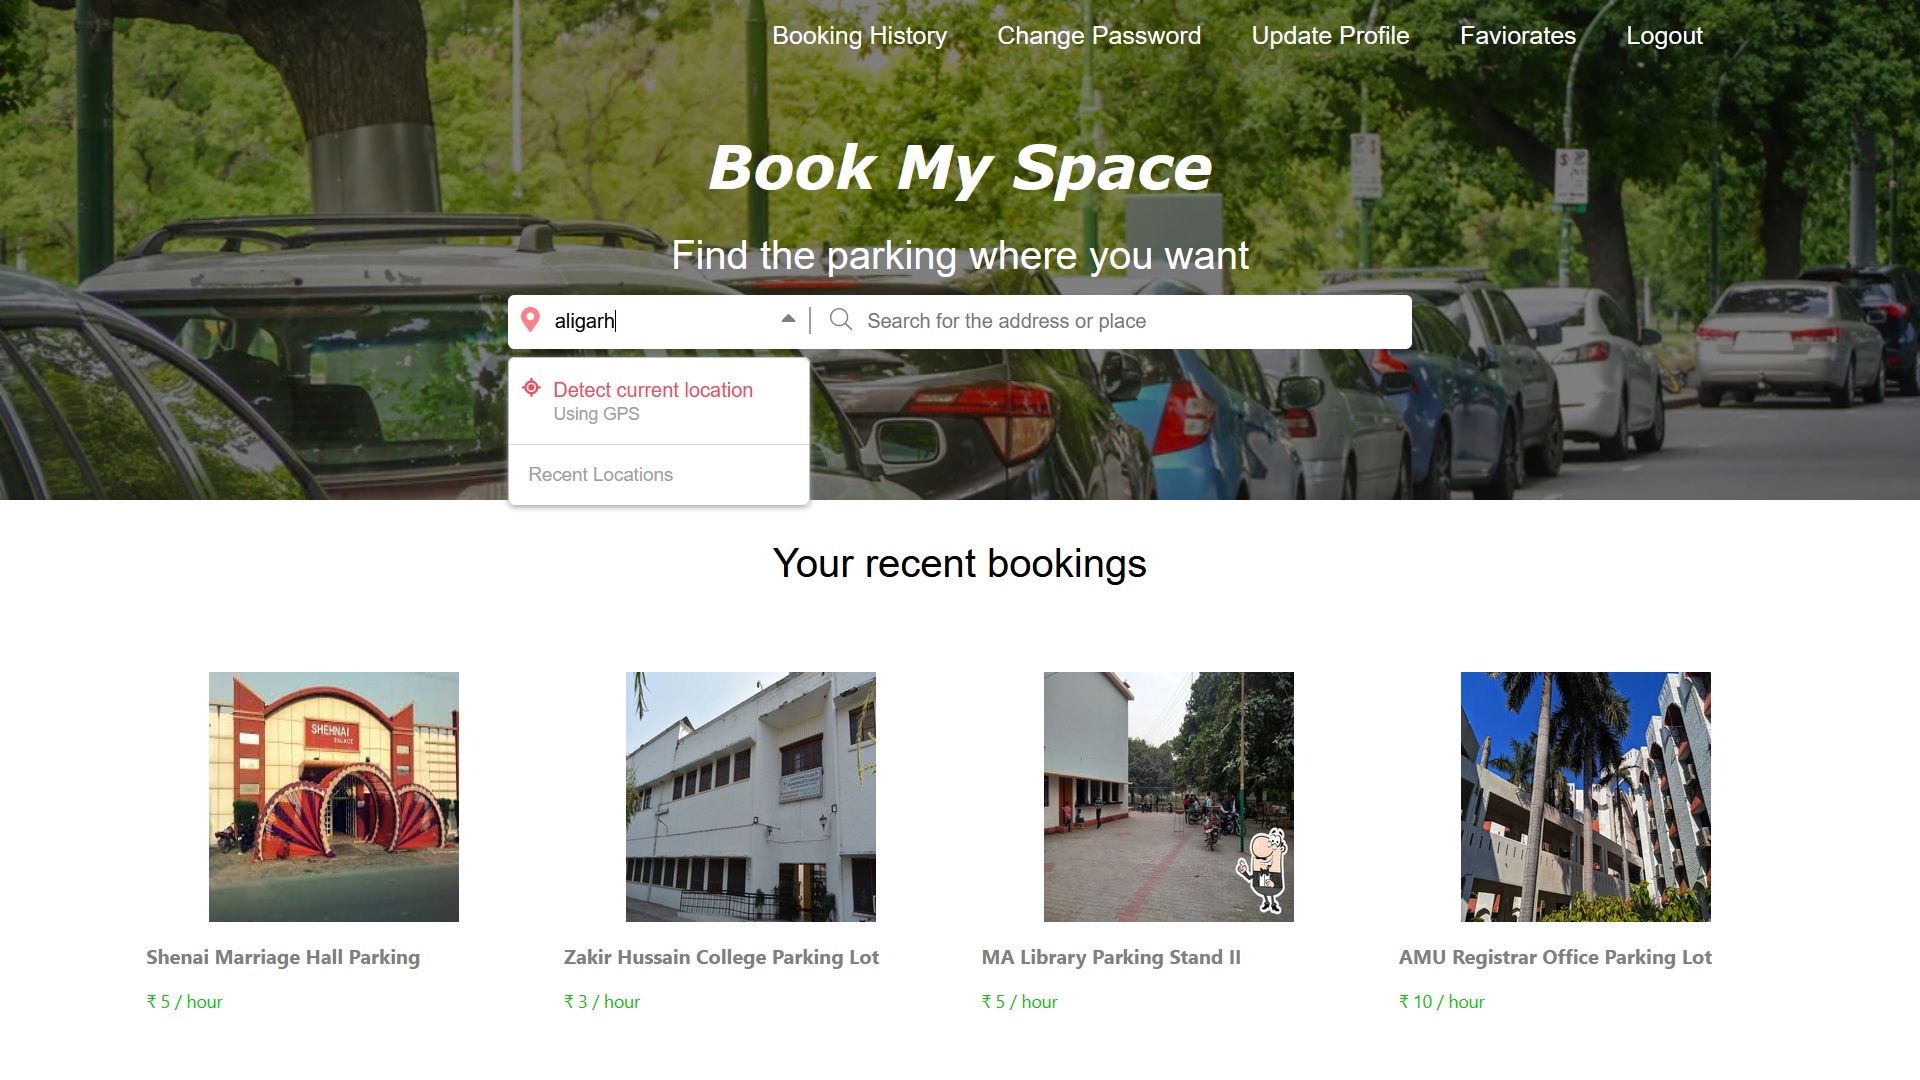 Booking History Change Password Update Profile Faviorates Logout
Book My Space
Find the parking where you want
aligarh Search for the address or place
Detect current location
Using GPS
Recent Locations
Your recent bookings
SHEHNAI
PALACE
Shenai Marriage Hall Parking
₹ 5 / hour
Zakir Hussain College Parking Lot
₹ 3 / hour
MA Library Parking Stand II
₹ 5 / hour
AMU Registrar Office Parking Lot
₹ 10 / hour